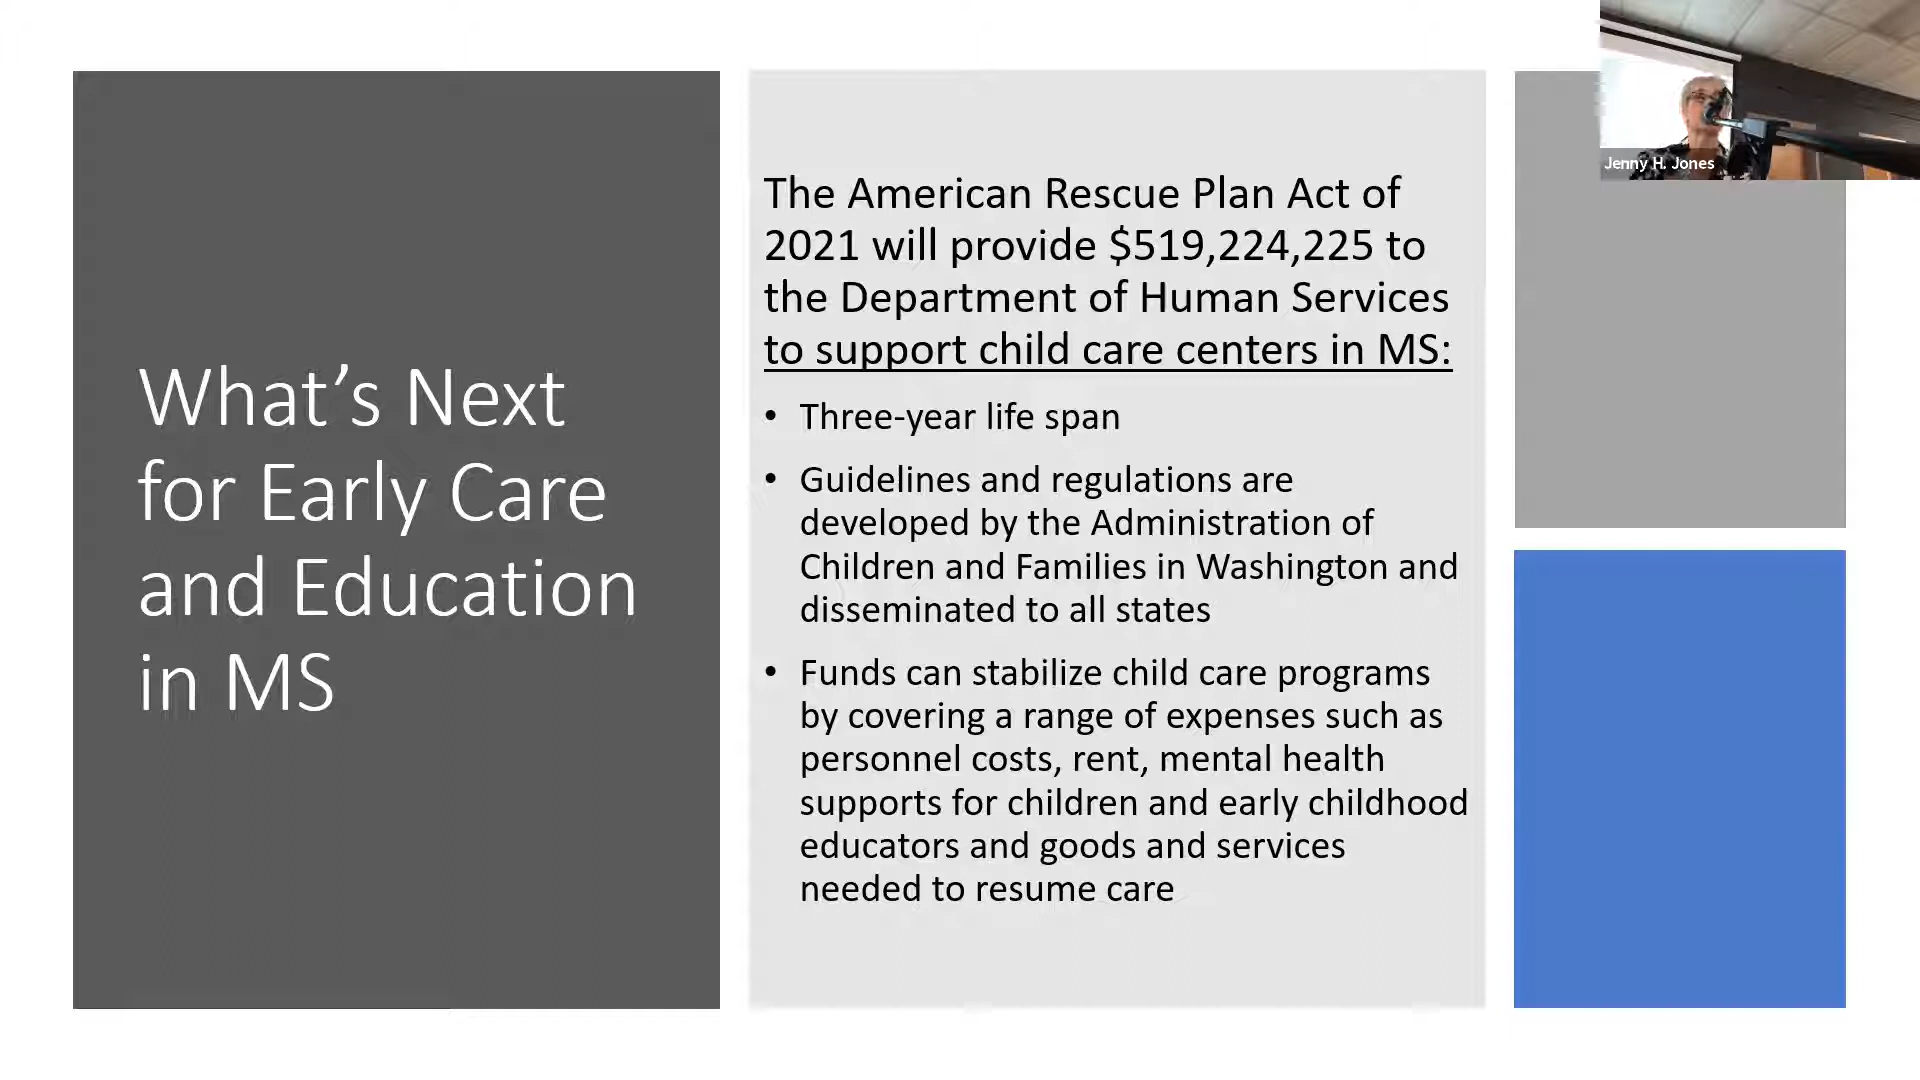 What's Next
for Early Care
and Education
in MS
The American Rescue Plan Act of
2021 will provide $519,224,225 to
the Department of Human Services
to support child care centers in MS:
• Three-year life span
• Guidelines and regulations are
developed by the Administration of
Children and Families in Washington and
disseminated to all states
• Funds can stabilize child care programs
by covering a range of expenses such as
personnel costs, rent, mental health
supports for children and early childhood
educators and goods and services
needed to resume care
Jenny H. Jones